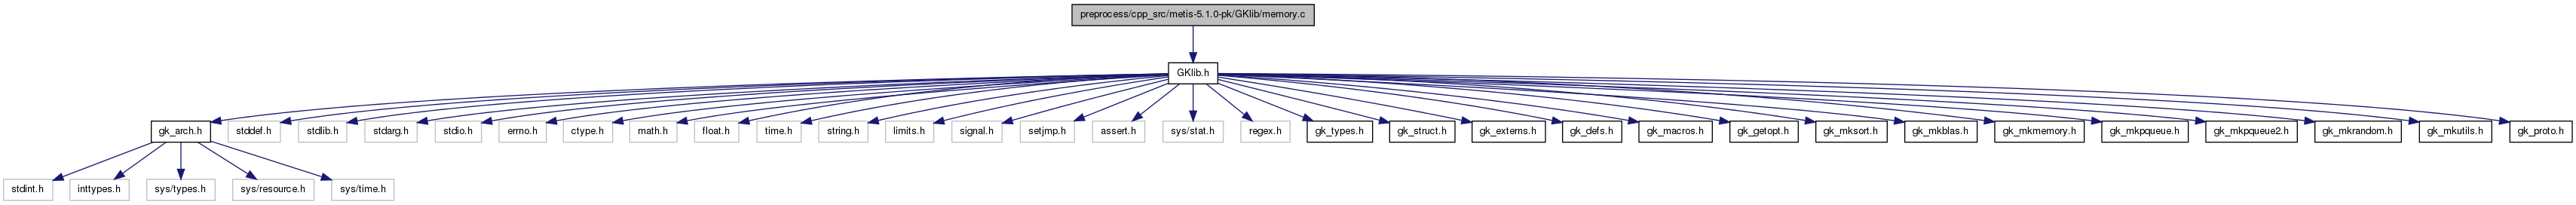 preprocess/cpp_src/metis-5.1.0-pk/GKlib/memory.c
GKlib.h
gk_arch.h
stddef.h
stdlib.h
stdarg.h
stdio.h
errno.h
ctype.h
math.h
float.h
time.h
string.h
limits.h
signal.h
setjmp.h
assert.h
sys/stat.h
regex.h
gk_types.h
gk_struct.h
gk_externs.h
gk_defs.h
gk_macros.h
gk_getopt.h
gk_mksort.h
gk_mkblas.h
gk_mkmemory.h
gk_mkpqueue.h
gk_mkpqueue2.h
gk_mkrandom.h
gk_mkutils.h
gk_proto.h
stdint.h
inttypes.h
sys/types.h
sys/resource.h
sys/time.h